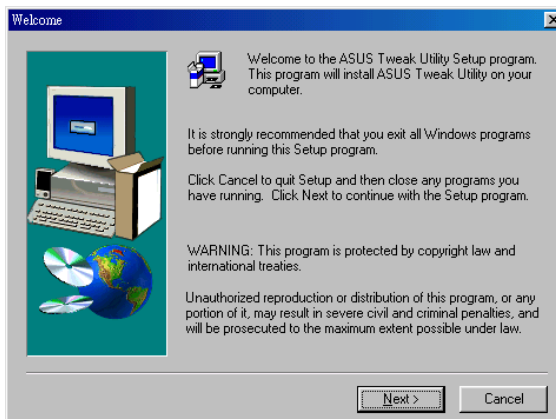 Welcome
Welcome to the ASUS Tweak Utility Setup program.
This program will install ASUS Tweak Utility on your
computer.
It is strongly recommended that you exit all Windows programs
before running this Setup program.
Click Cancel to quit Setup and then close any programs you
have running. Click Next to continue with the Setup program.
WARNING: This program is protected by copyright law and
international treaties.
Unauthorized reproduction or distribution of this program, or any
portion of it, may result in severe civil and criminal penalties, and
will be prosecuted to the maximum extent possible under law.
Next >
Cancel